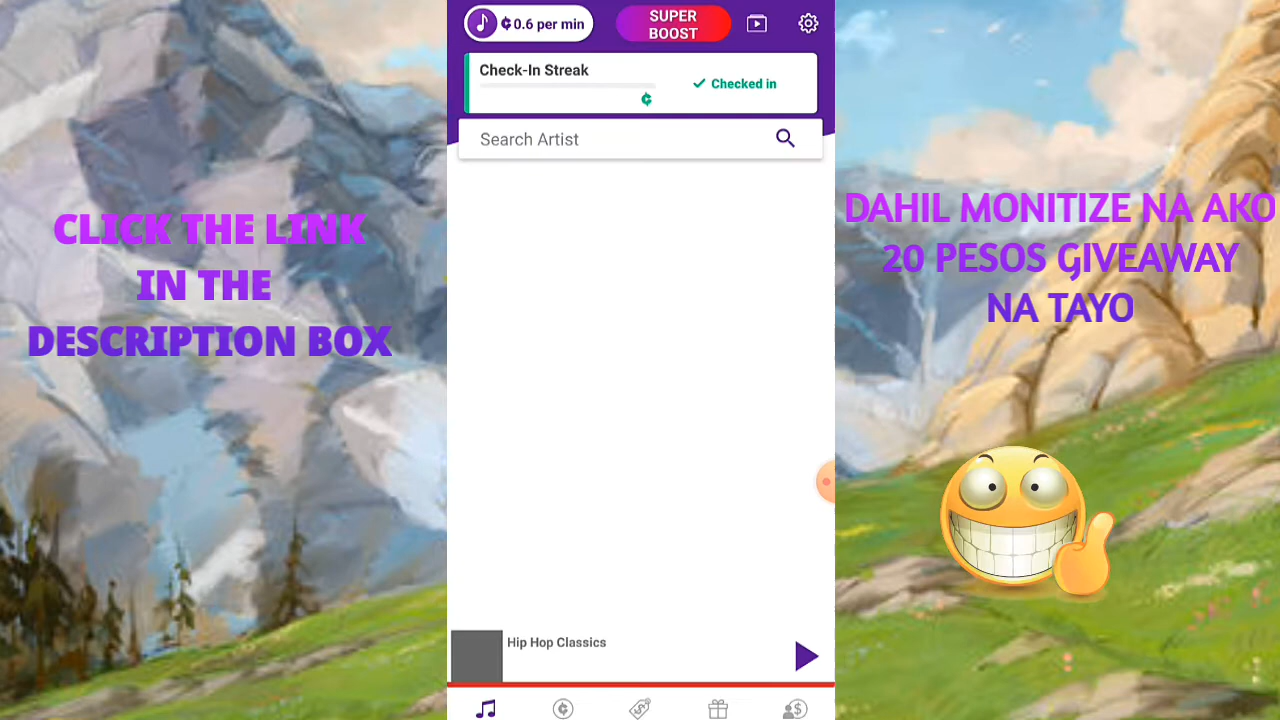 ₵0.6 per min
SUPER
BOOST
Check-In Streak
Checked in
Search Artist
CLICK THE LINK
IN THE
DESCRIPTION BOX
DAHIL MONITIZE NA AKO
20 PESOS GIVEAWAY
NA TAYO
Hip Hop Classics